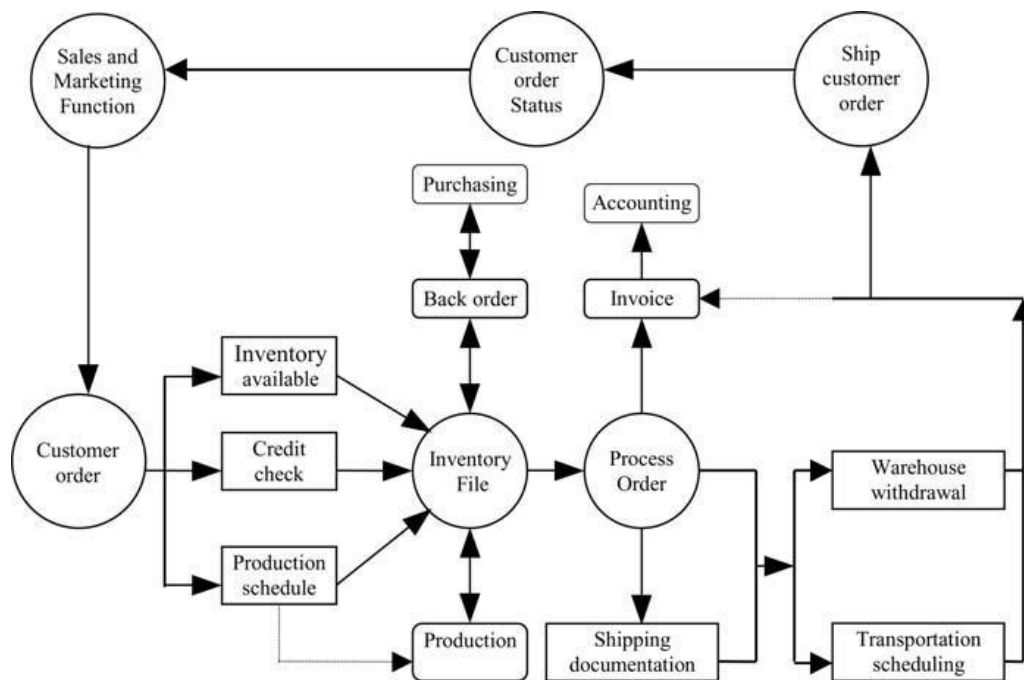 Sales and
Marketing
Function
Customer
order
Status
Ship
customer
order
Purchasing
Accounting
Back order
Invoice
Inventory
available
Customer
order
Credit
check
Inventory
File
Process
Order
Warehouse
withdrawal
Production
schedule
Production
Shipping
documentation
Transportation
scheduling